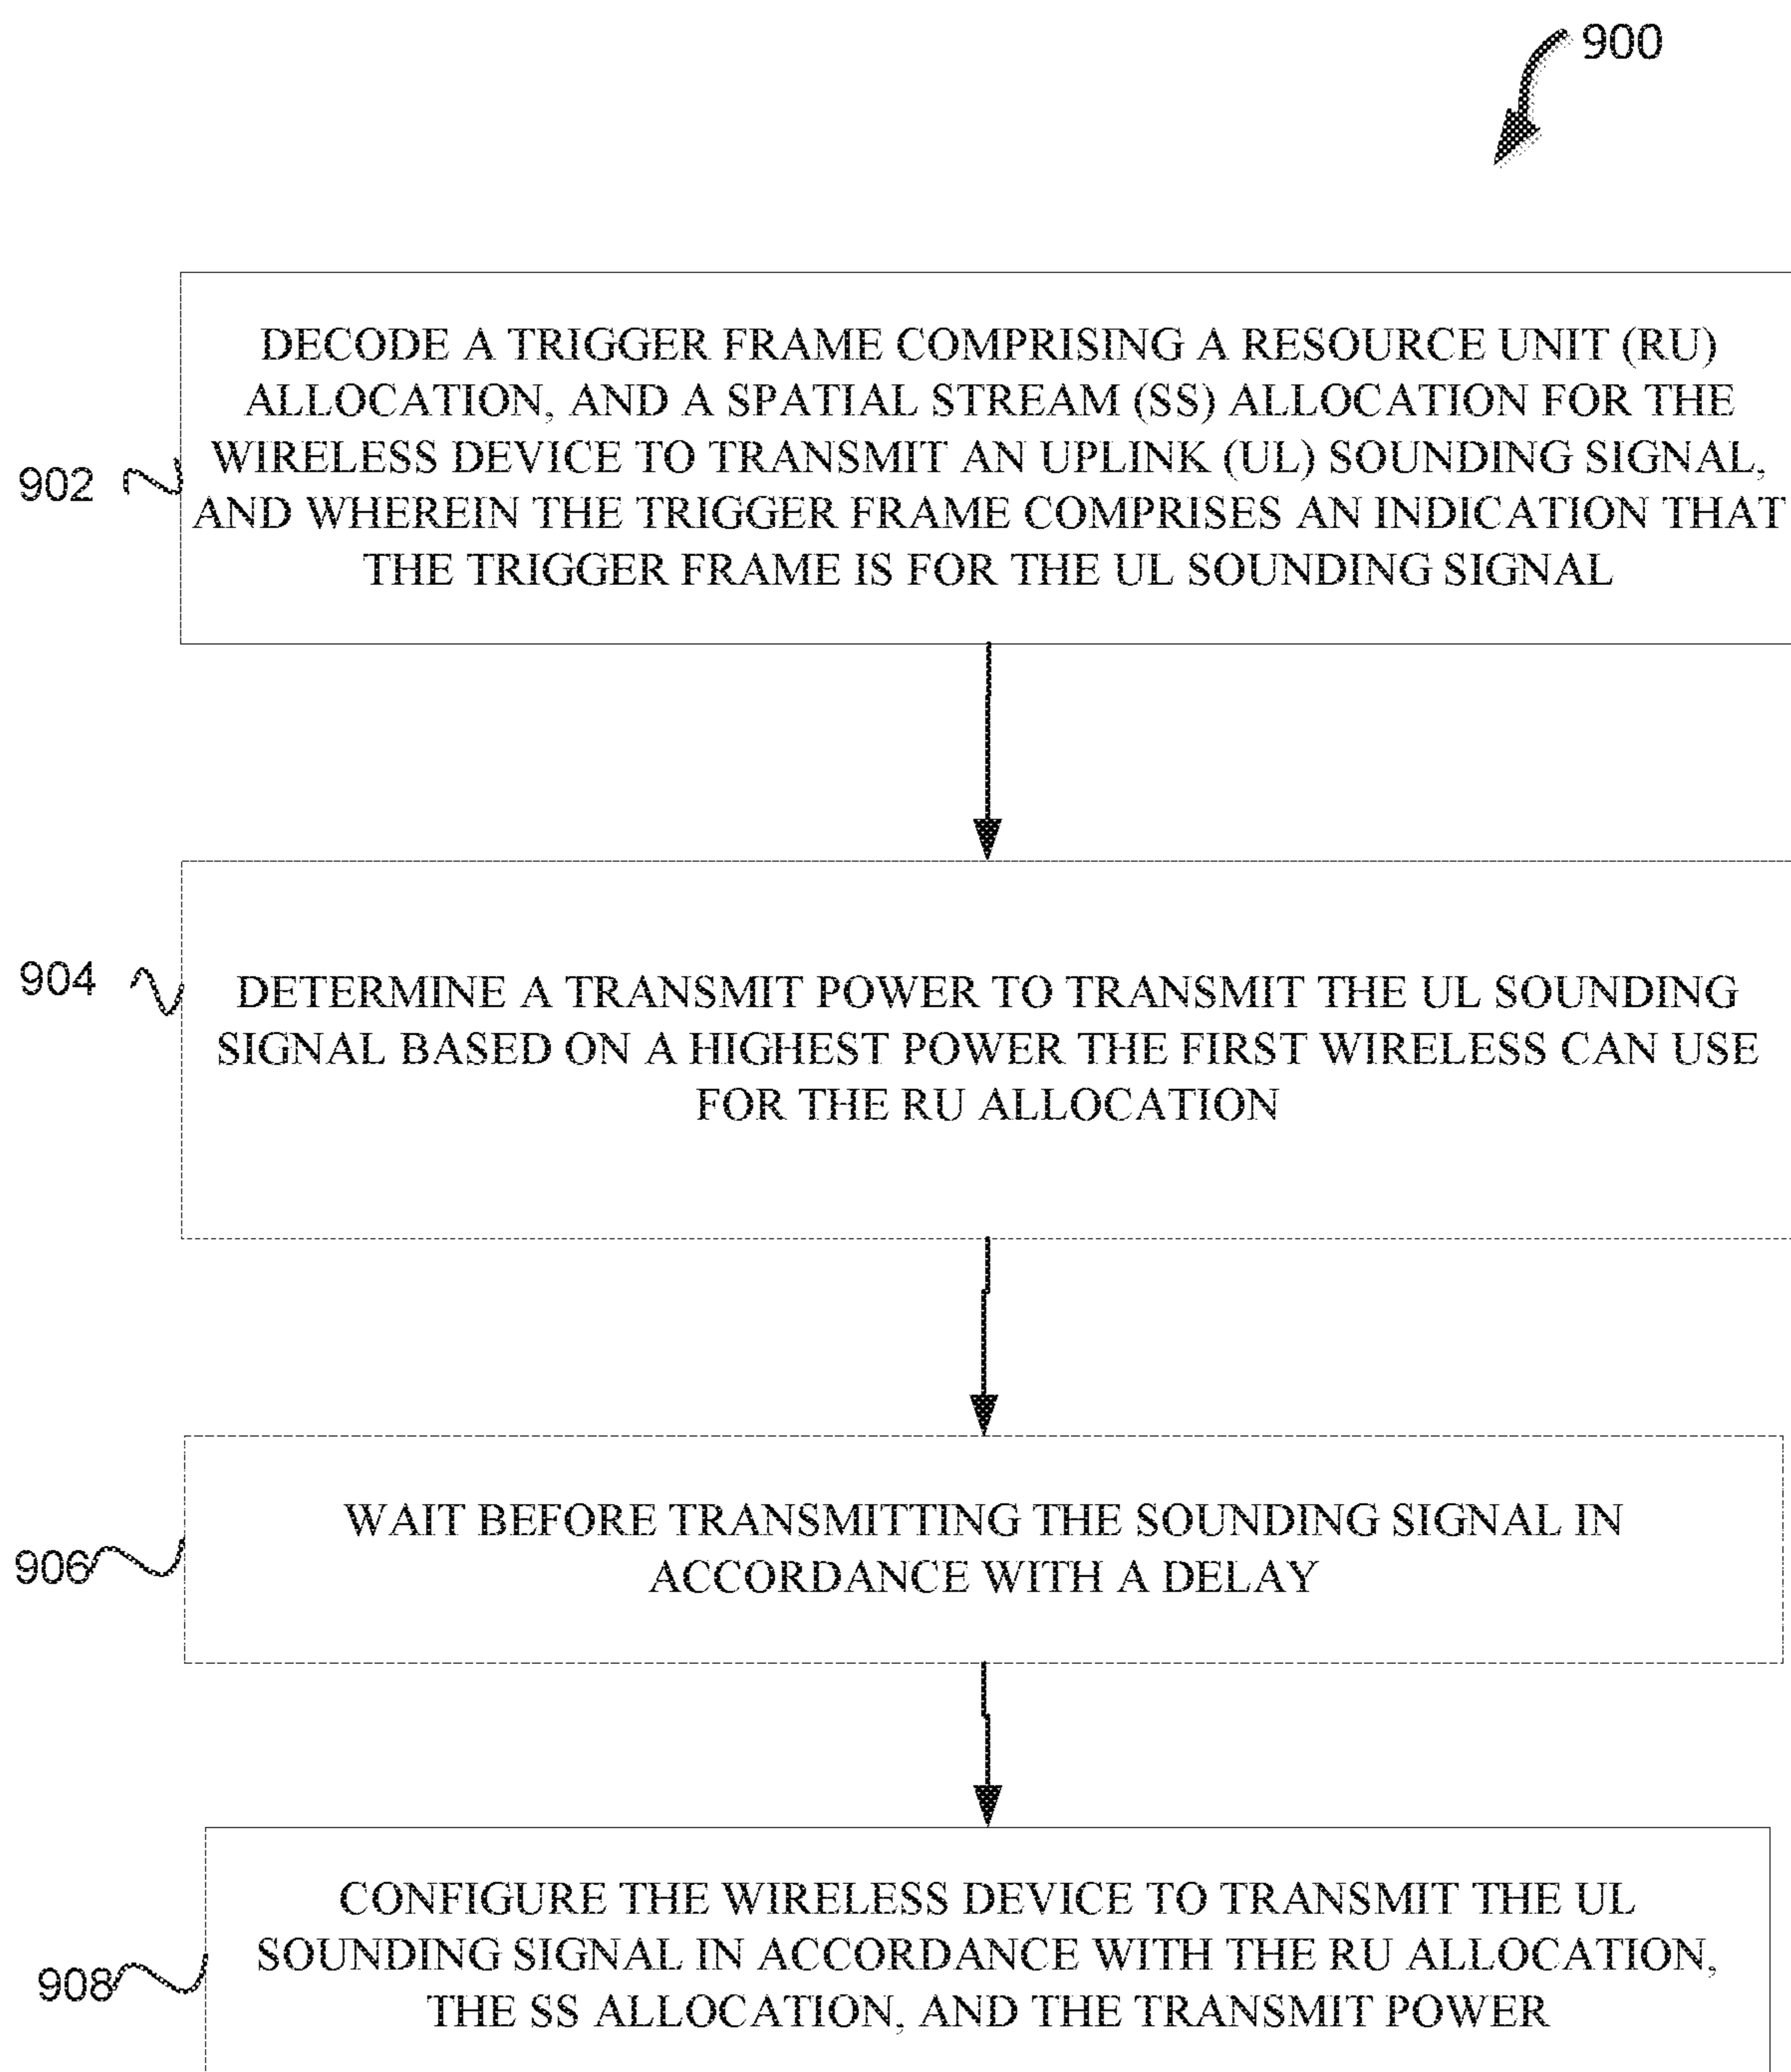 900
DECODE A TRIGGER FRAME COMPRISING A RESOURCE UNIT (RU)
ALLOCATION, AND A SPATIAL STREAM (SS) ALLOCATION FOR THE
WIRELESS DEVICE TO TRANSMIT AN UPLINK (UL) SOUNDING SIGNAL,
AND WHEREIN THE TRIGGER FRAME COMPRISES AN INDICATION THAT
THE TRIGGER FRAME IS FOR THE UL SOUNDING SIGNAL
902
904
DETERMINE A TRANSMIT POWER TO TRANSMIT THE UL SOUNDING
SIGNAL BASED ON A HIGHEST POWER THE FIRST WIRELESS CAN USE
FOR THE RU ALLOCATION
WAIT BEFORE TRANSMITTING THE SOUNDING SIGNAL IN
ACCORDANCE WITH A DELAY
906
CONFIGURE THE WIRELESS DEVICE TO TRANSMIT THE UL
SOUNDING SIGNAL IN ACCORDANCE WITH THE RU ALLOCATION,
THE SS ALLOCATION, AND THE TRANSMIT POWER
908